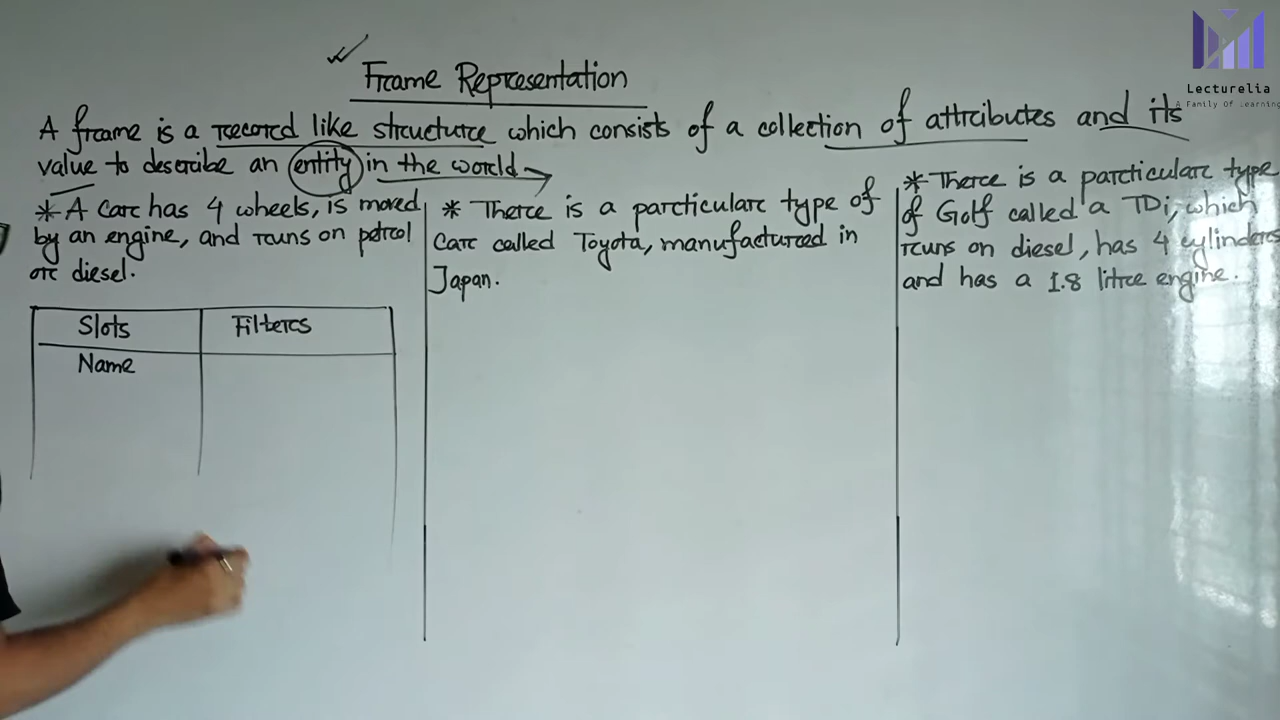 Frame Representation
A frame is a record like structure which consists of a collection of attributes and its
value to describe an entity in the world
* A Car has 4 wheels, is moved
by an engine, and runs on petrol
or diesel.
Slots Filters
Name
* There is a particular type of
Car called Toyota, manufactured in
Japan.
* There is a particular type
of Golf called a TDi, which
runs on diesel, has 4 cylinders
and has a 1.8 litre engine.
Lecturelia
A Family Of Learning